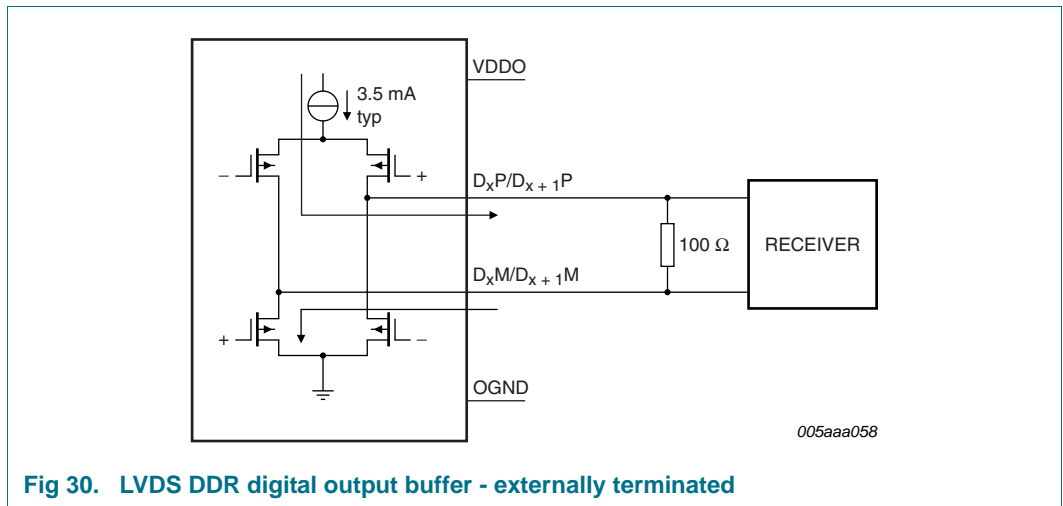 VDDO
3.5 mA
typ
−
+
DxP/Dx + 1P
100 Ω
RECEIVER
DxM/Dx + 1M
+
−
OGND
005aaa058
Fig 30. LVDS DDR digital output buffer - externally terminated